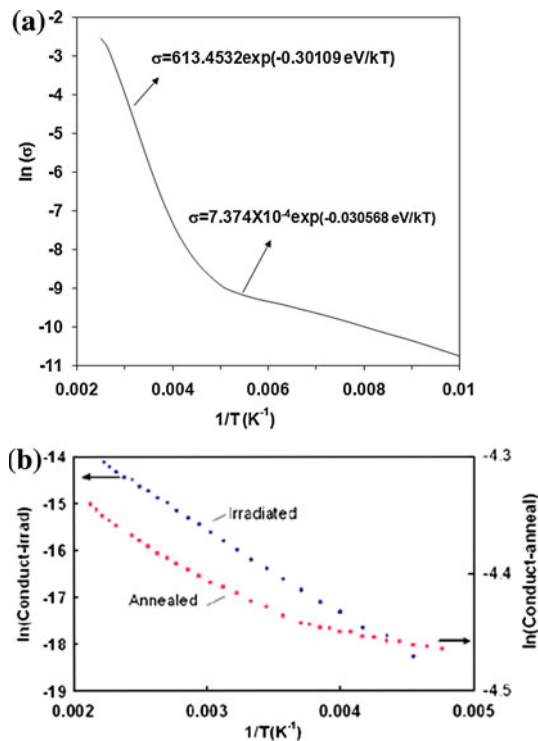 (a)
-2
-3
-4
-5
-6
-7
-8
-9
-10
-11
ln (σ)
σ=613.4532exp(-0.30109 eV/kT)
σ=7.374X10⁻⁴exp(-0.030568 eV/kT)
0.002
0.004
0.006
0.008
0.01
1/T(K⁻¹)
(b)
-14
-15
-16
-17
-18
-19
ln(Conduct-irrad)
Irradiated
Annealed
-4.3
-4.4
-4.5
ln(Conduct-anneal)
0.002
0.003
0.004
0.005
1/T(K⁻¹)